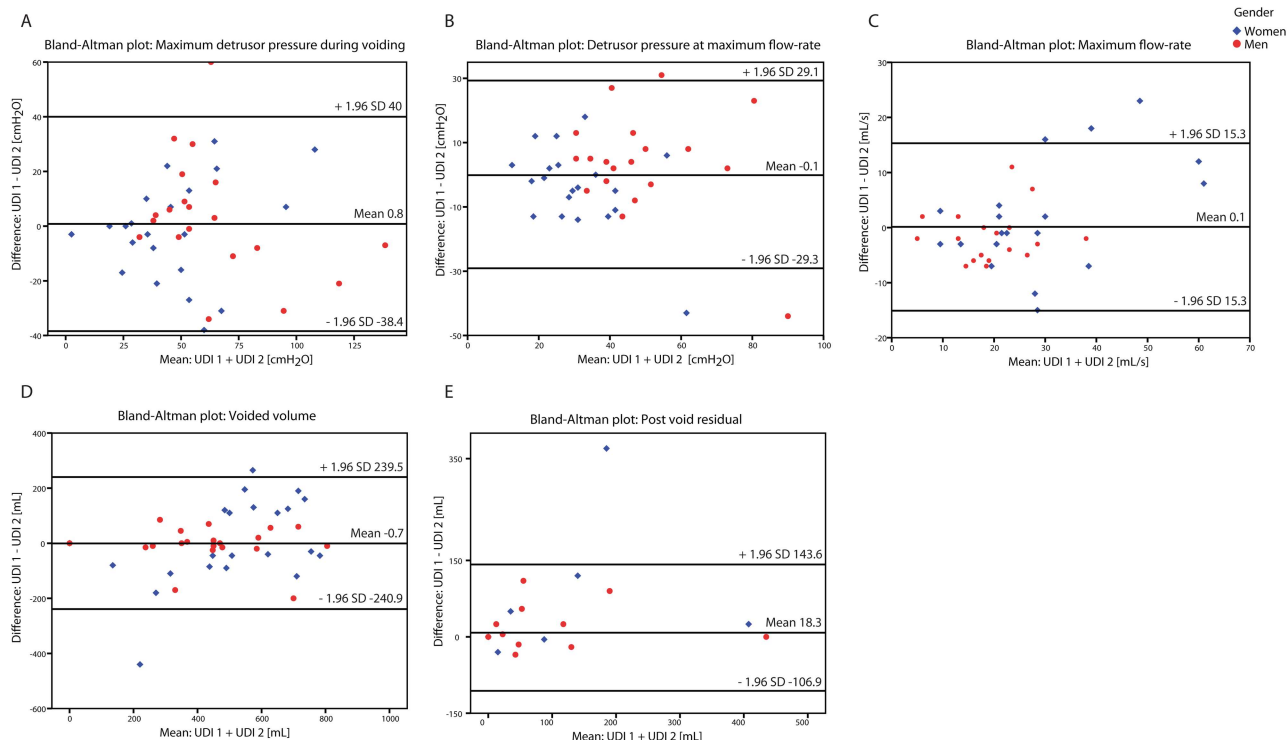 A
Bland-Altman plot: Maximum detrusor pressure during voiding
Difference: UDI 1 - UDI 2 [cmH₂O]
60
40
20
0
-20
-40
+ 1.96 SD 40
Mean 0.8
- 1.96 SD -38.4
0
25
50
75
100
125
Mean: UDI 1 + UDI 2 [cmH₂O]
B
Bland-Altman plot: Detrusor pressure at maximum flow-rate
Difference: UDI 1 - UDI 2 [cmH₂O]
30
10
-10
-30
-50
+ 1.96 SD 29.1
Mean -0.1
- 1.96 SD -29.3
0
20
40
60
80
100
Mean: UDI 1 + UDI 2 [cmH₂O]
C
Bland-Altman plot: Maximum flow-rate
Gender
Women
Men
Difference: UDI 1 - UDI 2 [mL/s]
30
20
10
0
-10
-20
+ 1.96 SD 15.3
Mean 0.1
- 1.96 SD 15.3
0
10
20
30
40
50
60
70
Mean: UDI 1 + UDI 2 [mL/s]
D
Bland-Altman plot: Voided volume
Difference: UDI 1 - UDI 2 [mL]
400
200
0
-200
-400
-600
+ 1.96 SD 239.5
Mean -0.7
- 1.96 SD -240.9
0
200
400
600
800
1000
Mean: UDI 1 + UDI 2 [mL]
E
Bland-Altman plot: Post void residual
Difference: UDI 1 - UDI 2 [mL]
350
150
0
-150
+ 1.96 SD 143.6
Mean 18.3
- 1.96 SD -106.9
0
100
200
300
400
500
Mean: UDI 1 + UDI 2 [mL]